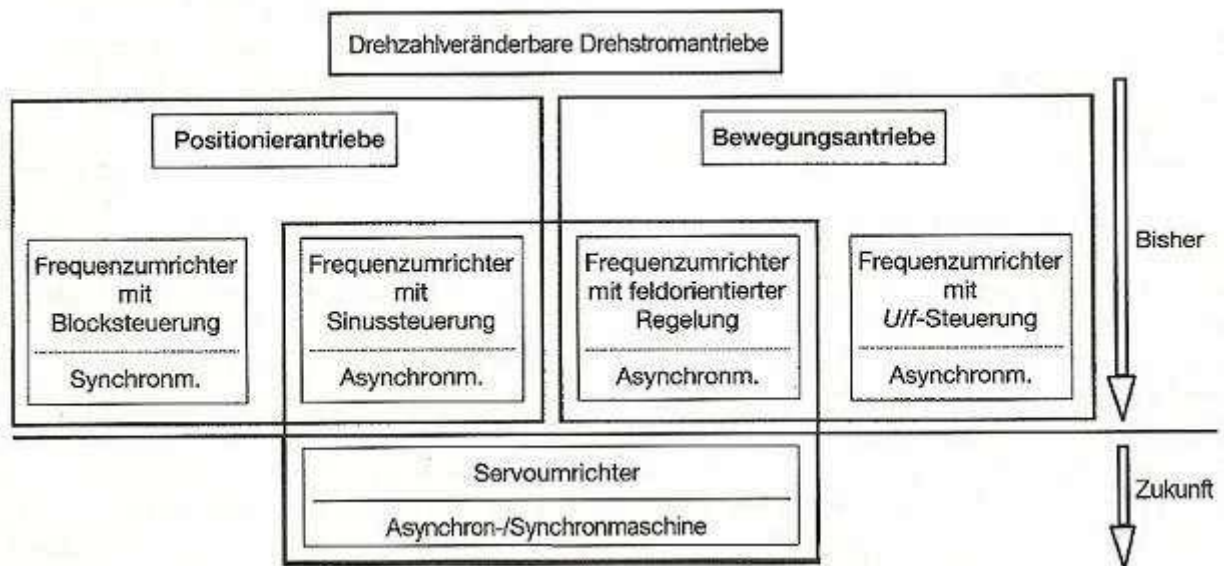 Drehzahlveränderbare Drehstromantriebe
Positionierantriebe
Bewegungsantriebe
Frequenzumrichter
mit
Blocksteuerung
Synchronm.
Frequenzumrichter
mit
Sinussteuerung
Asynchronm.
Frequenzumrichter
mit feldorientierter
Regelung
Asynchronm.
Frequenzumrichter
mit
U/f-Steuerung
Asynchronm.
Bisher
Servoumrichter
Asynchron-/Synchronmaschine
Zukunft